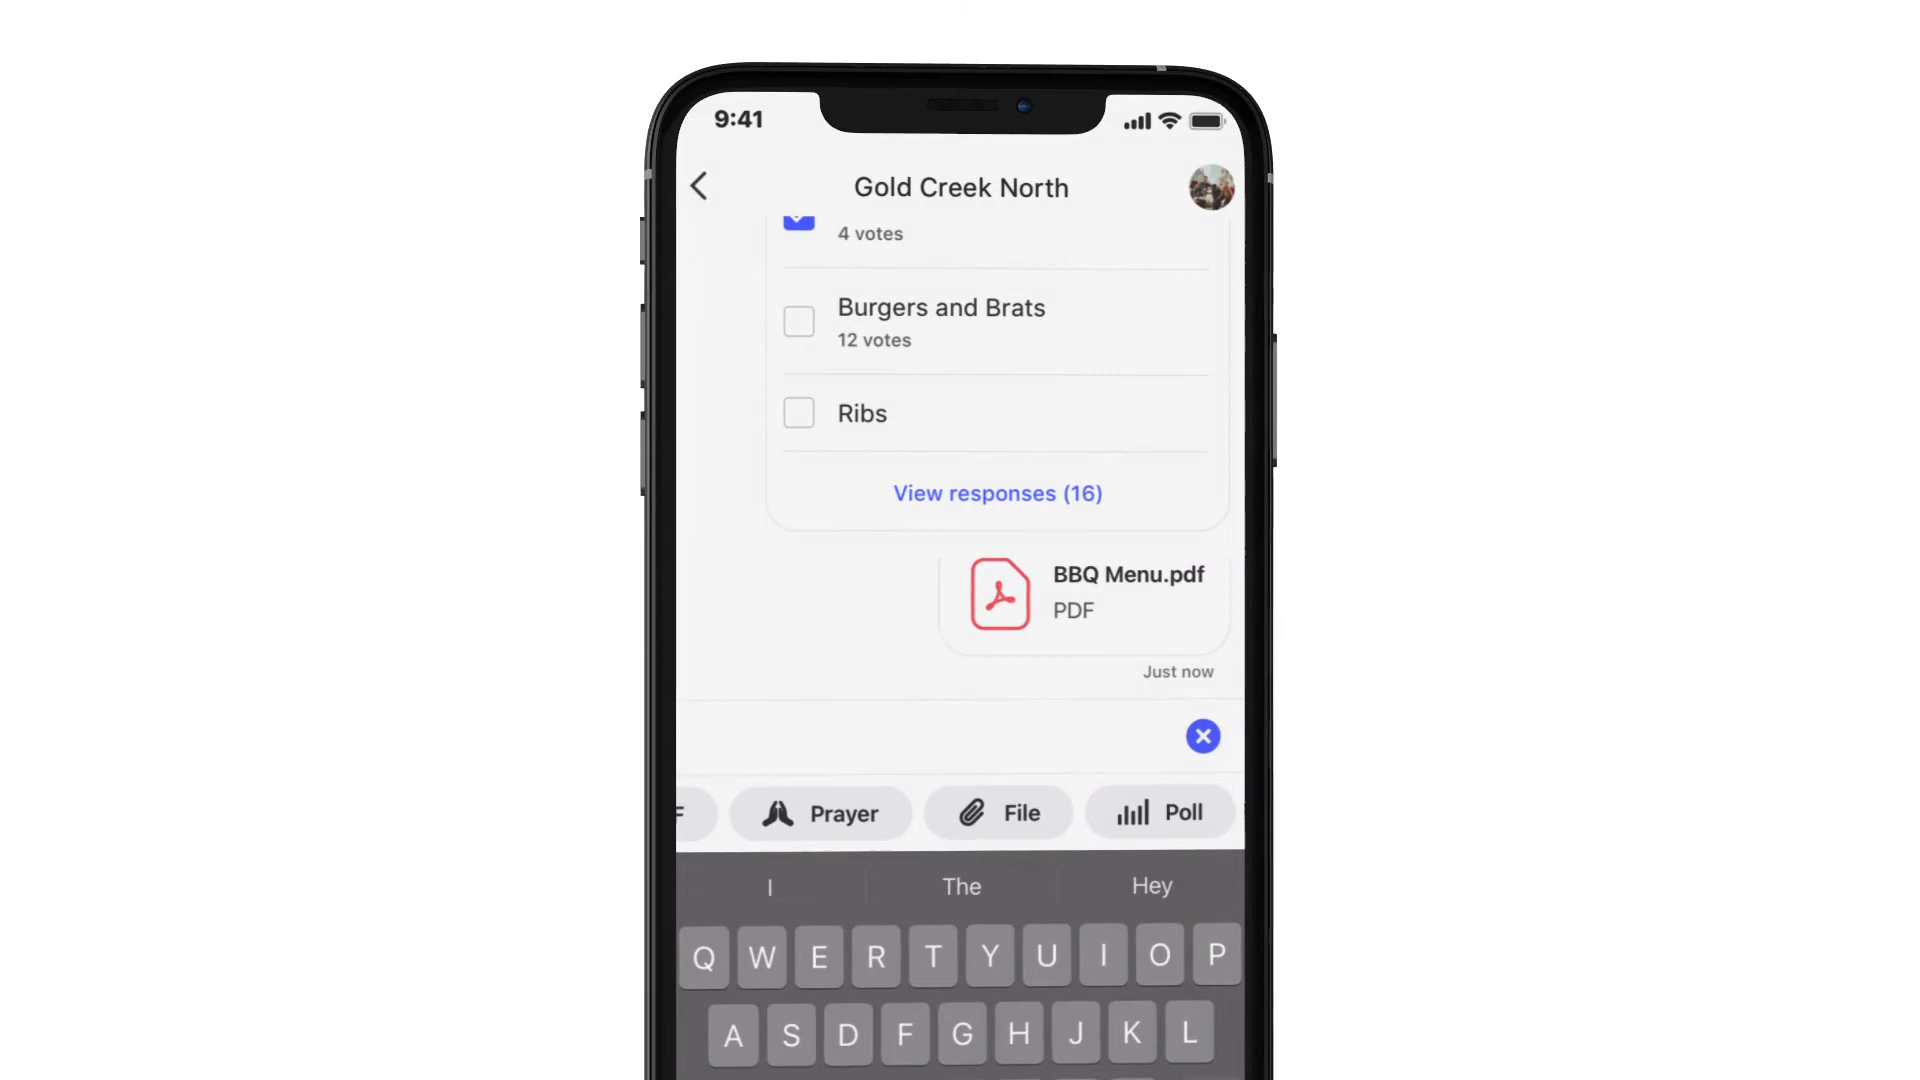 9:41
Gold Creek North
4 votes
Burgers and Brats
12 votes
Ribs
View responses (16)
BBQ Menu.pdf
PDF
Just now
F Prayer File Poll
I The Hey
Q W E R T Y U I O P
A S D F G H J K L